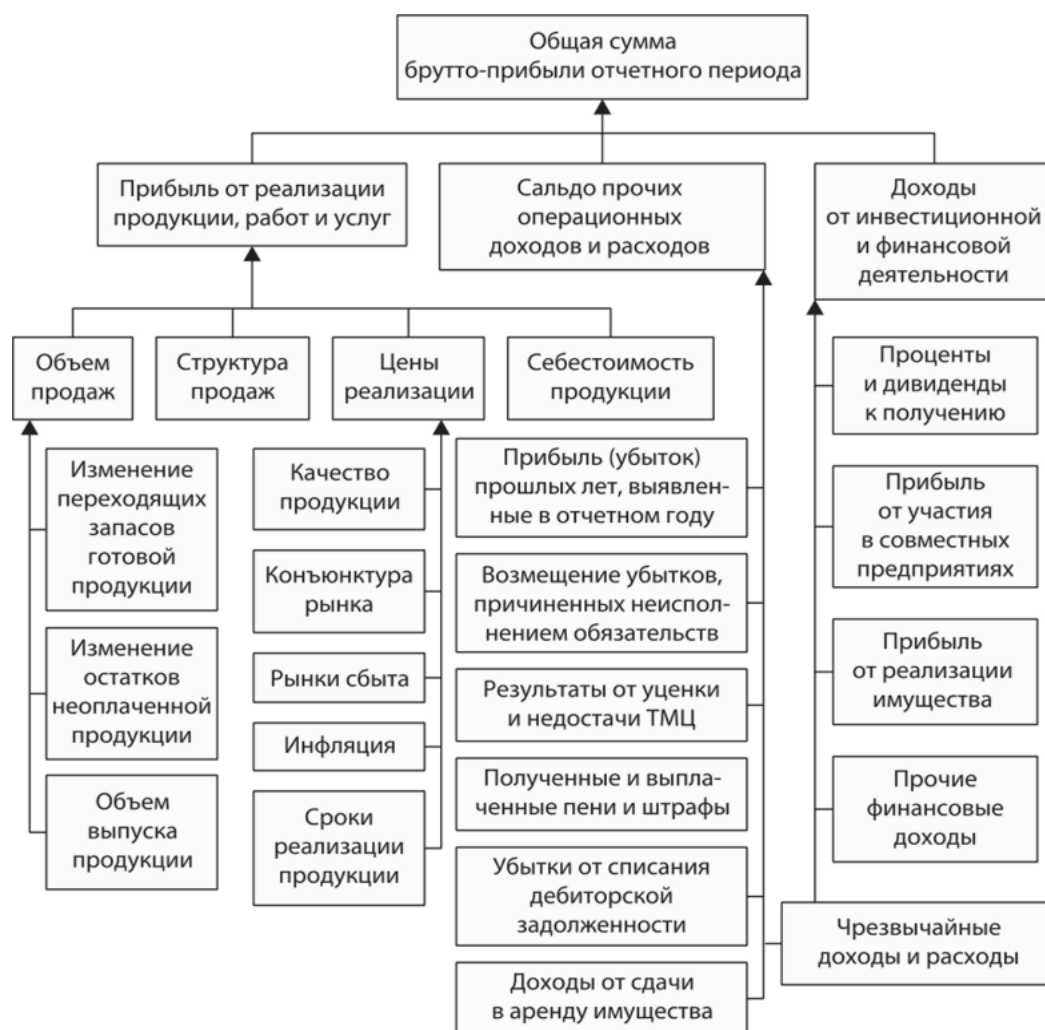 Общая сумма
брутто-прибыли отчетного периода
Прибыль от реализации
продукции, работ и услуг
Сальдо прочих
операционных
доходов и расходов
Доходы
от инвестиционной
и финансовой
деятельности
Объем
продаж
Структура
продаж
Цены
реализации
Себестоимость
продукции
Изменение
переходящих
запасов
готовой
продукции
Изменение
остатков
неоплаченной
продукции
Объем
выпуска
продукции
Качество
продукции
Конъюнктура
рынка
Рынки сбыта
Инфляция
Сроки
реализации
продукции
Прибыль (убыток)
прошлых лет, выявлен-
ные в отчетном году
Возмещение убытков,
причиненных неиспол-
нением обязательств
Результаты от уценки
и недостачи ТМЦ
Полученные и выпла-
ченные пени и штрафы
Убытки от списания
дебиторской
задолженности
Доходы от сдачи
в аренду имущества
Проценты
и дивиденды
к получению
Прибыль
от участия
в совместных
предприятиях
Прибыль
от реализации
имущества
Прочие
финансовые
доходы
Чрезвычайные
доходы и расходы